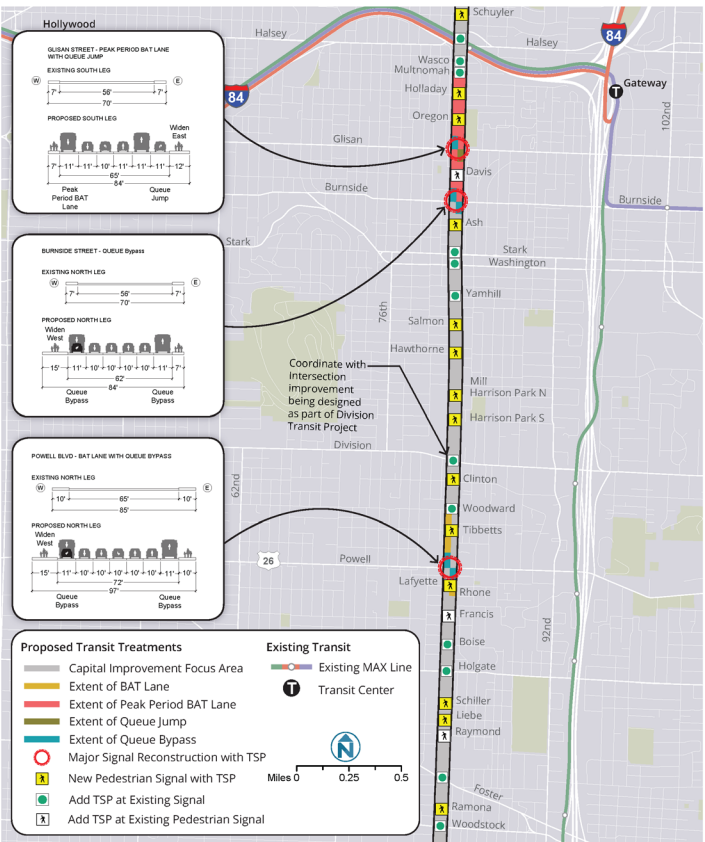 Hollywood
Halsey
Schuyler
Halsey
84
Wasco
Multnomah
Gateway
T
84
Holladay
102nd
Oregon
Glisan
Davis
Burnside
Burnside
Ash
Stark
Stark
Washington
Yamhill
76th
Salmon
Hawthorne
Coordinate with
intersection
improvement
being designed
as part of Division
Transit Project
Mill
Harrison Park N
Harrison Park S
Division
Clinton
62nd
Woodward
Tibbetts
26
Powell
Lafyette
Rhone
Francis
92nd
Boise
Holgate
Schiller
Liebe
Raymond
Foster
Ramona
Woodstock
GLISAN STREET - PEAK PERIOD BAT LANE
WITH QUEUE JUMP
EXISTING SOUTH LEG
W
E
7' 56' 7'
70'
PROPOSED SOUTH LEG
Widen
East
7' 11' 11' 10' 11' 11' 11' 12'
65'
84'
Peak
Period BAT
Lane
Queue
Jump
BURNSIDE STREET - QUEUE Bypass
EXISTING NORTH LEG
W
E
7' 56' 7'
70'
PROPOSED NORTH LEG
Widen
West
15' 11' 10' 10' 10' 10' 11' 7'
62'
84'
Queue
Bypass
Queue
Bypass
POWELL BLVD - BAT LANE WITH QUEUE BYPASS
EXISTING NORTH LEG
W
E
10' 65' 10'
85'
PROPOSED NORTH LEG
Widen
West
15' 11' 10' 10' 10' 10' 10' 11' 10'
72'
97'
Queue
Bypass
Queue
Bypass
Proposed Transit Treatments
Capital Improvement Focus Area
Extent of BAT Lane
Extent of Peak Period BAT Lane
Extent of Queue Jump
Extent of Queue Bypass
Major Signal Reconstruction with TSP
New Pedestrian Signal with TSP
Add TSP at Existing Signal
Add TSP at Existing Pedestrian Signal
Existing Transit
Existing MAX Line
T Transit Center
N
Miles 0 0.25 0.5